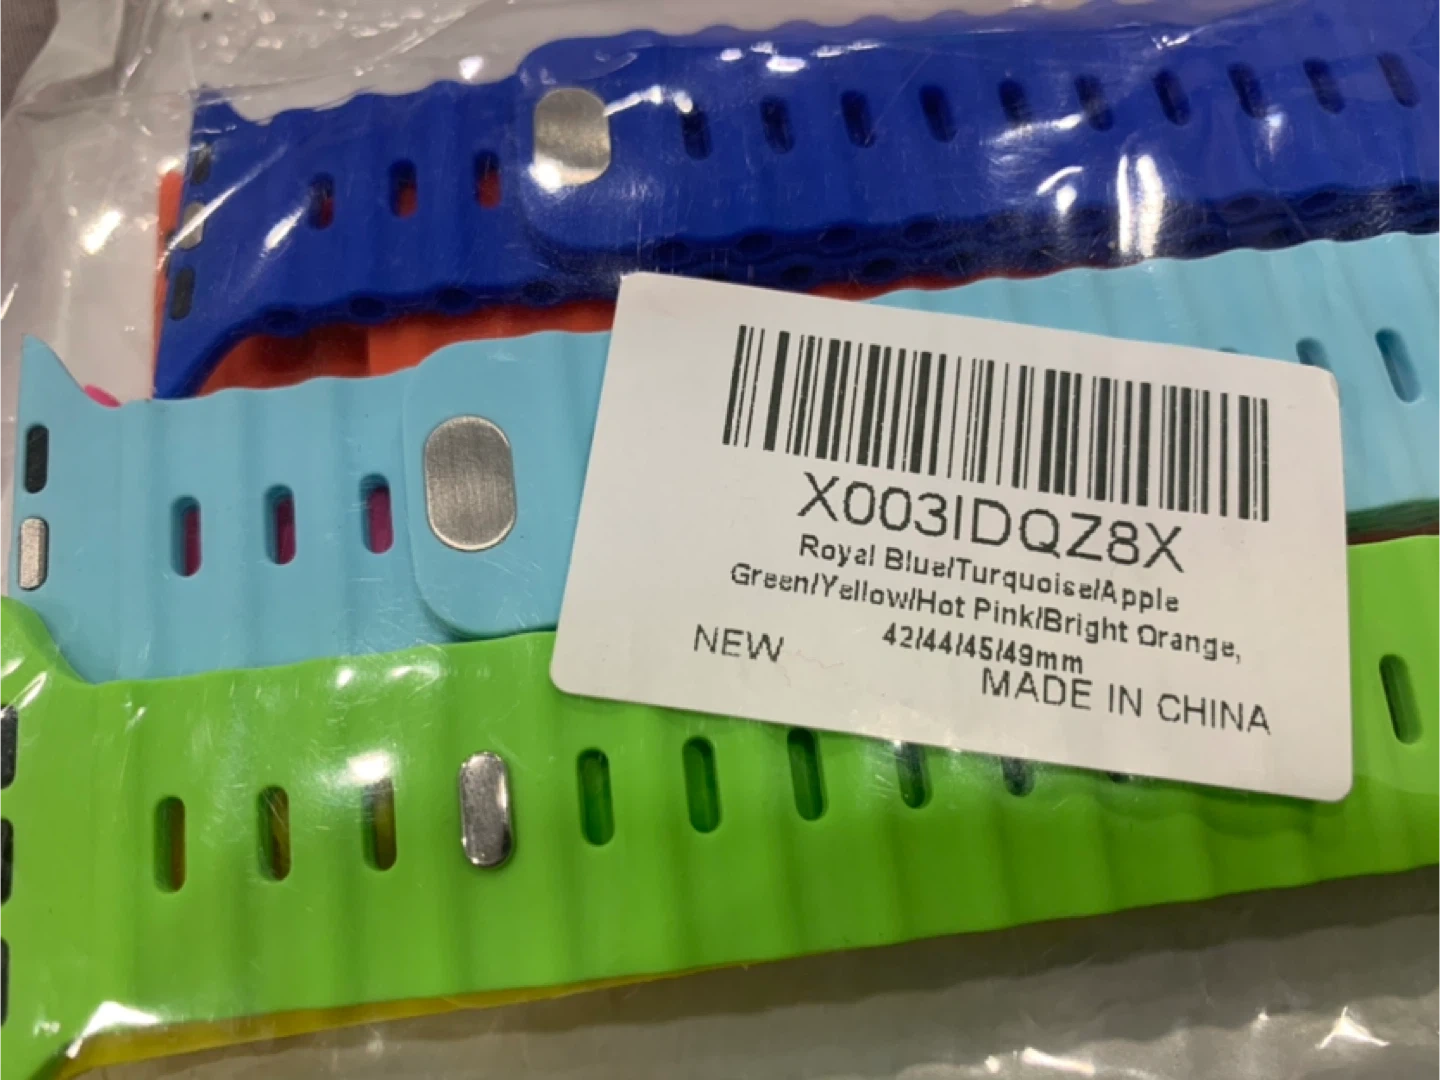 X003IDQZ8X
Royal Blue/Turquoise/Apple
Green/Yellow/Hot Pink/Bright Orange,
42/44/45/49mm
NEW
MADE IN CHINA